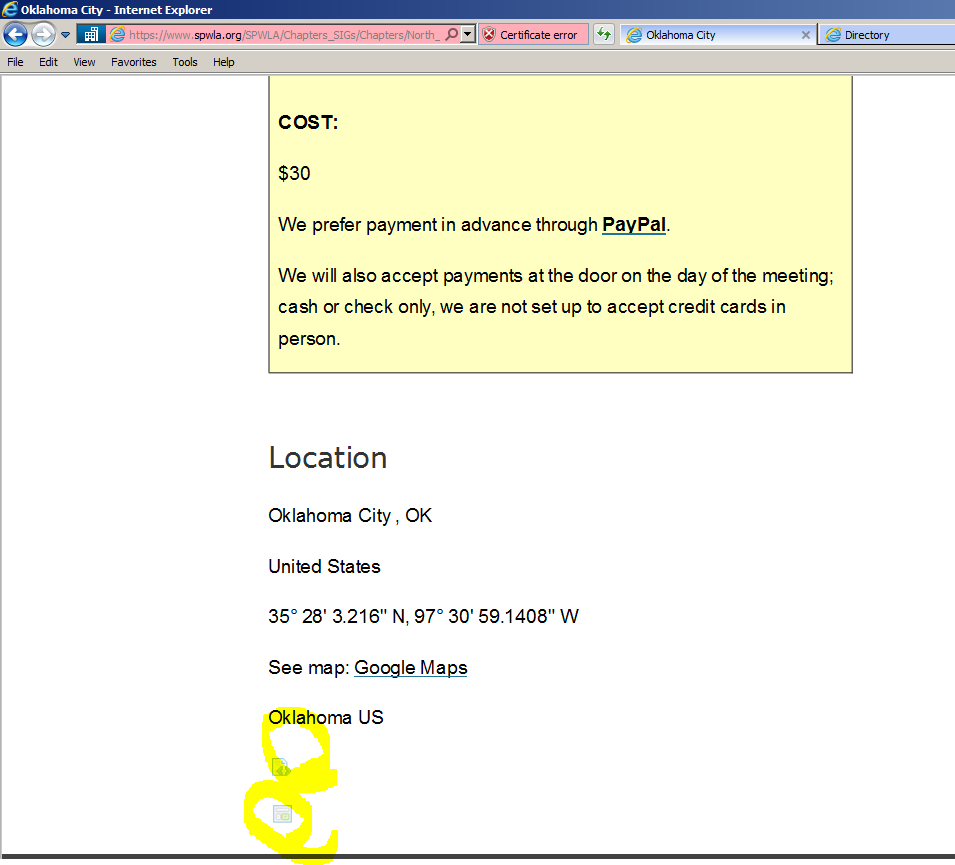 Oklahoma City - Internet Explorer
https://www.spwla.org/SPWLA/Chapters_SIGs/Chapters/North_ Certificate error Oklahoma City Directory
File Edit View Favorites Tools Help
COST:
$30
We prefer payment in advance through PayPal.
We will also accept payments at the door on the day of the meeting;
cash or check only, we are not set up to accept credit cards in
person.
Location
Oklahoma City , OK
United States
35° 28' 3.216" N, 97° 30' 59.1408" W
See map: Google Maps
Oklahoma US